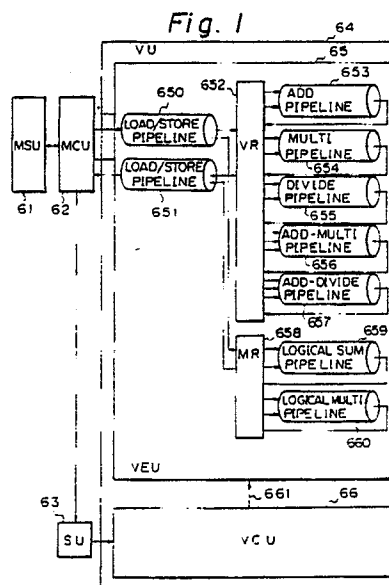 Fig. 1
64
VU
65
650
652
653
LOAD/STORE
PIPELINE
VR
ADD
PIPELINE
MSU
MCU
LOAD/STORE
PIPELINE
MULTI
PIPELINE
654
61
62
651
DIVIDE
PIPELINE
655
ADD-MULTI
PIPELINE
656
ADD-DIVIDE
PIPELINE
657
658
659
MR
LOGICAL SUM
PIPELINE
LOGICAL MULTI
PIPELINE
660
VEU
661
66
63
SU
VCU